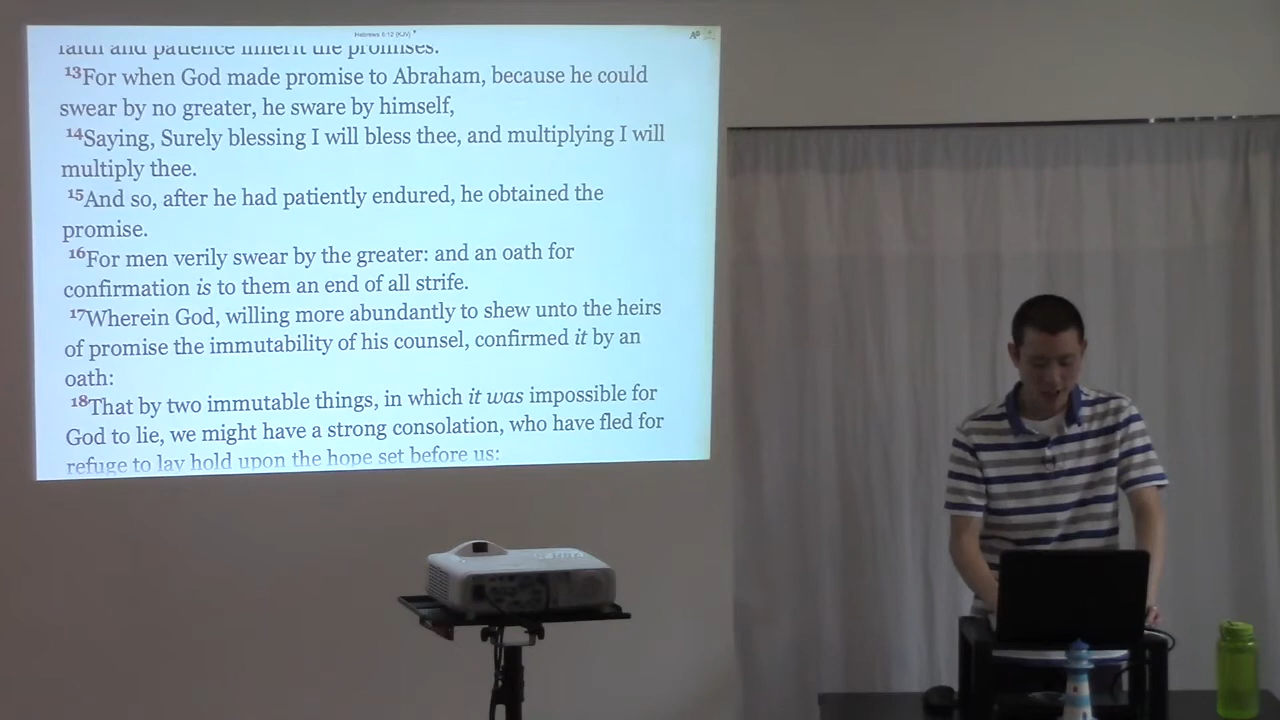 Hebrews 6:12 (KJV)
faith and patience inherit the promises.
13For when God made promise to Abraham, because he could
swear by no greater, he sware by himself,
14Saying, Surely blessing I will bless thee, and multiplying I will
multiply thee.
15And so, after he had patiently endured, he obtained the
promise.
16For men verily swear by the greater: and an oath for
confirmation is to them an end of all strife.
17Wherein God, willing more abundantly to shew unto the heirs
of promise the immutability of his counsel, confirmed it by an
oath:
18That by two immutable things, in which it was impossible for
God to lie, we might have a strong consolation, who have fled for
refuge to lay hold upon the hope set before us: